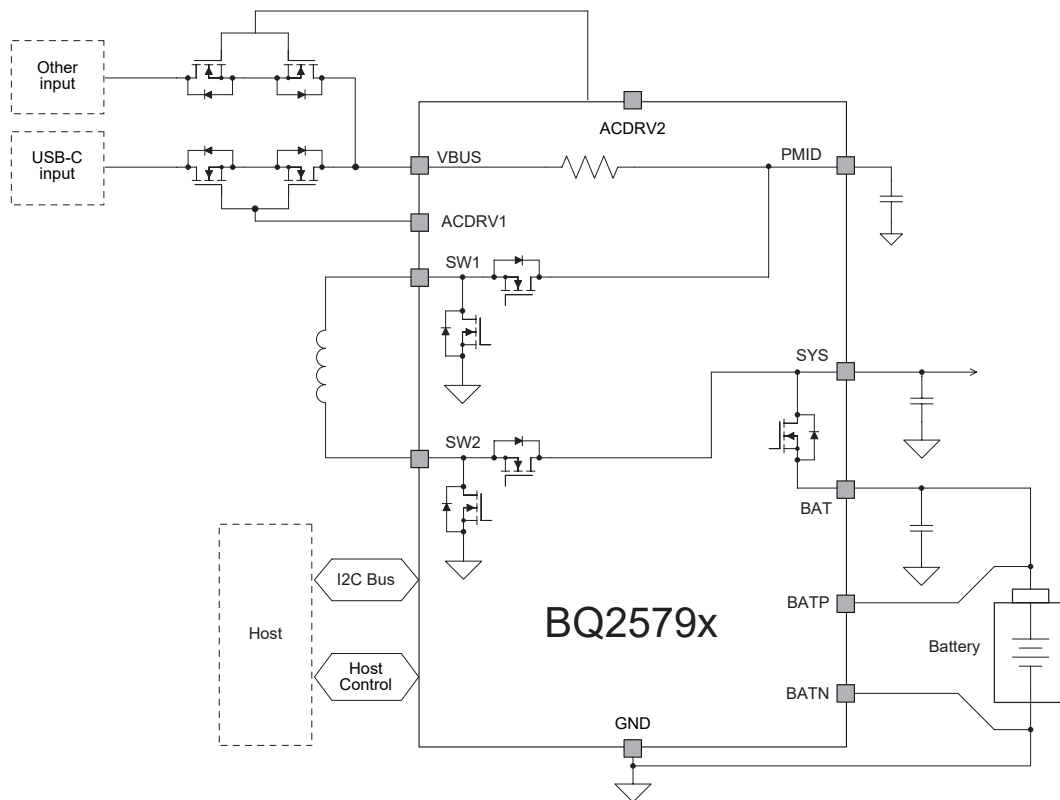 Other
input
ACDRV2
USB-C
input
VBUS
PMID
ACDRV1
SW1
SYS
SW2
BAT
I2C Bus
BATP
BQ2579x
Host
Battery
Host
Control
BATN
GND